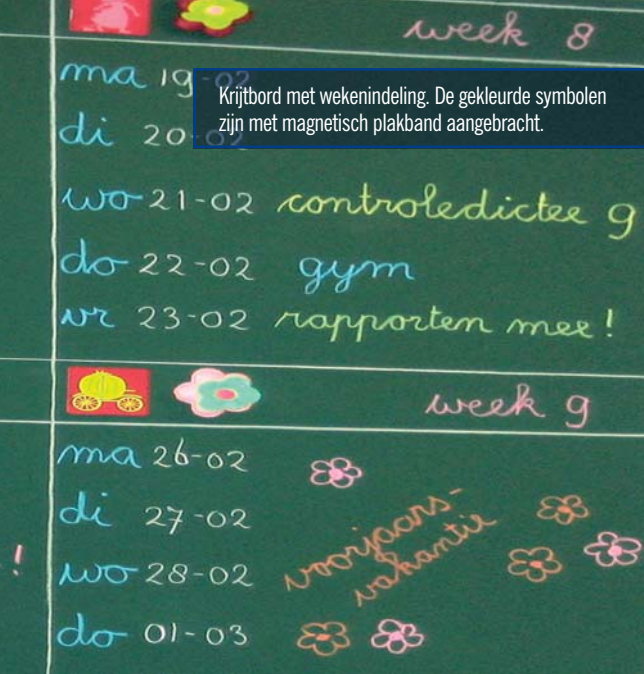 week 8
ma 19-02
Krijtbord met wekenindeling. De gekleurde symbolen
zijn met magnetisch plakband aangebracht.
di 20-02
wo 21-02 controledictee 9
do 22-02 gym
vr 23-02 rapporten mee!
week 9
ma 26-02
di 27-02
voorjaars-
vakantie
! wo 28-02
do 01-03